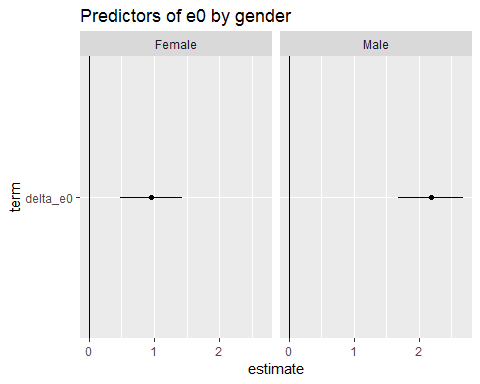 Predictors of e0 by gender
Female
Male
term
delta_e0
0 1 2
0 1 2
estimate